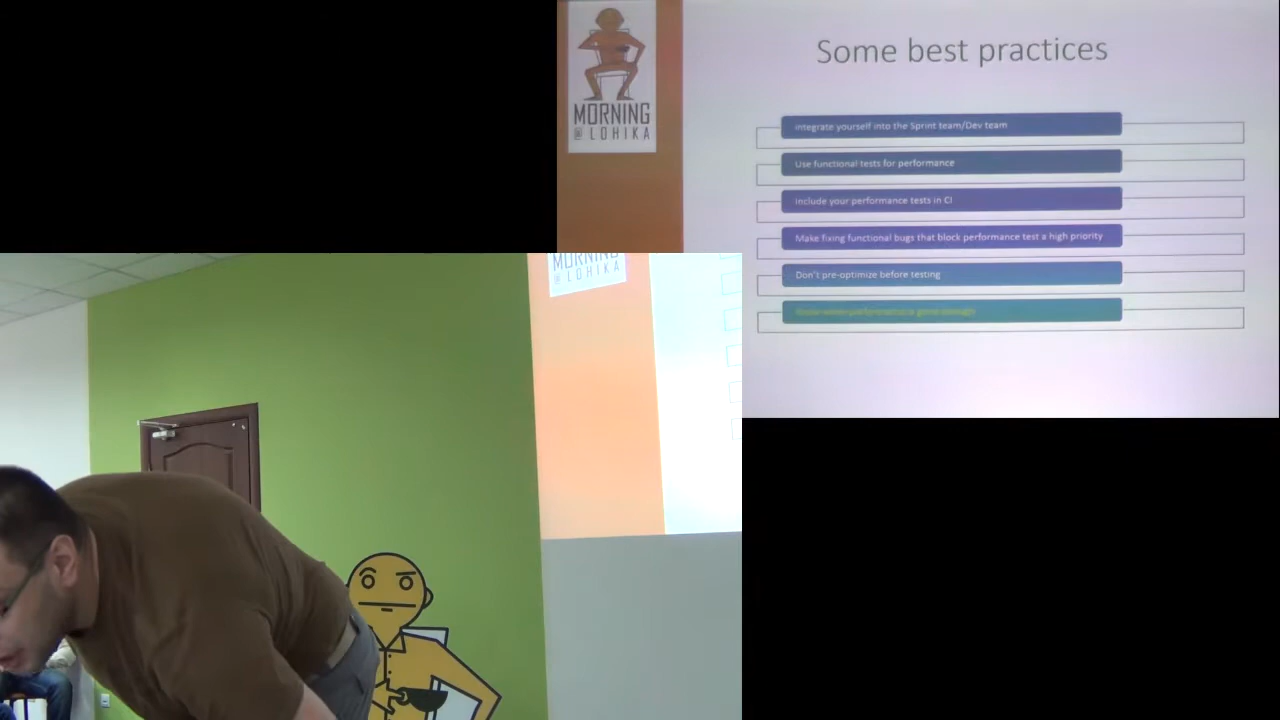 MORNING
@LOHIKA
Some best practices
Integrate yourself into the Sprint team/Dev team
Use functional tests for performance
Include your performance tests in CI
Make fixing functional bugs that block performance test a high priority
Don't pre-optimize before testing
MORNING
@LOHIKA